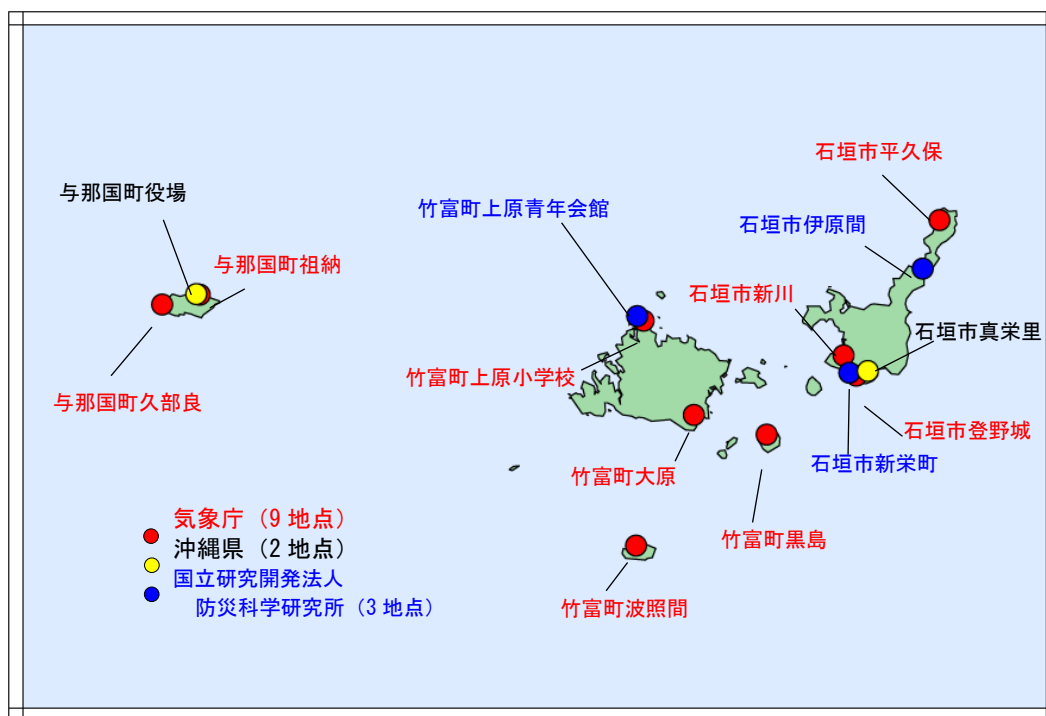 石垣市平久保
与那国町役場
竹富町上原青年会館
石垣市伊原間
与那国町祖納
石垣市新川
石垣市真栄里
竹富町上原小学校
与那国町久部良
石垣市登野城
石垣市新栄町
竹富町大原
気象庁(9地点)
竹富町黒島
沖縄県(2地点)
国立研究開発法人
防災科学研究所(3地点)
竹富町波照間